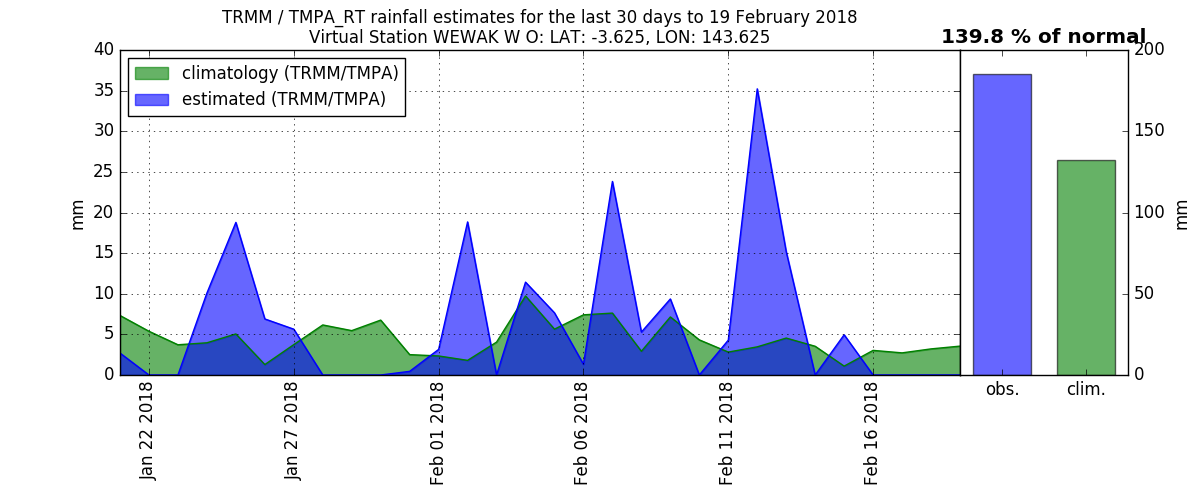 TRMM / TMPA_RT rainfall estimates for the last 30 days to 19 February 2018
Virtual Station WEWAK W O: LAT: -3.625, LON: 143.625
139.8 % of normal
climatology (TRMM/TMPA)
estimated (TRMM/TMPA)
40
35
30
25
20
15
10
5
0
mm
200
150
100
50
0
mm
Jan 22 2018
Jan 27 2018
Feb 01 2018
Feb 06 2018
Feb 11 2018
Feb 16 2018
obs.
clim.